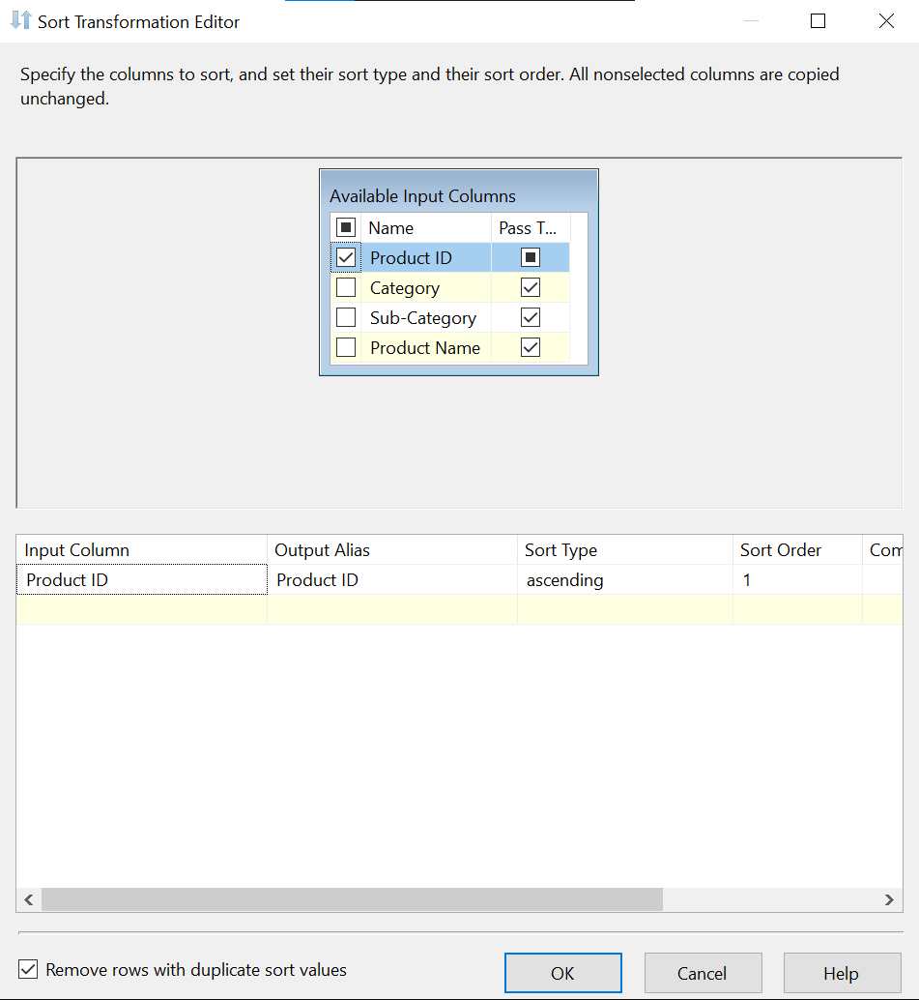 Sort Transformation Editor
Specify the columns to sort, and set their sort type and their sort order. All nonselected columns are copied
unchanged.
Available Input Columns
Name Pass T...
Product ID
Category
Sub-Category
Product Name
Input Column Output Alias Sort Type Sort Order Com
Product ID Product ID ascending 1
Remove rows with duplicate sort values OK Cancel Help